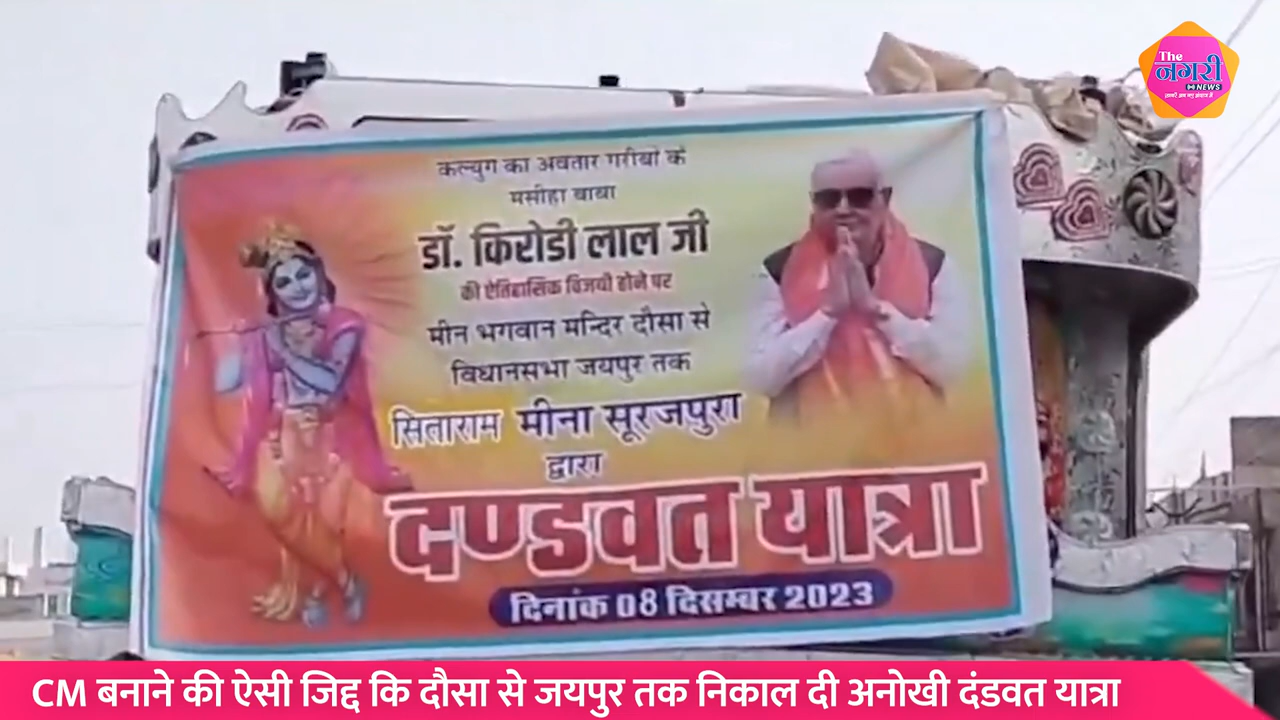 The
नगरी
NEWS
कल्युग का अवतार गरीबों के
मसीहा बाबा
डॉ. किरोडी लाल जी
की ऐतिहासिक विजयी होने पर
मीन भगवान मन्दिर दौसा से
विधानसभा जयपुर तक
सिताराम मीना सूरजपुरा
द्वारा
दण्डवत यात्रा
दिनांक 08 दिसम्बर 2023
CM बनाने की ऐसी जिद्द कि दौसा से जयपुर तक निकाल दी अनोखी दंडवत यात्रा